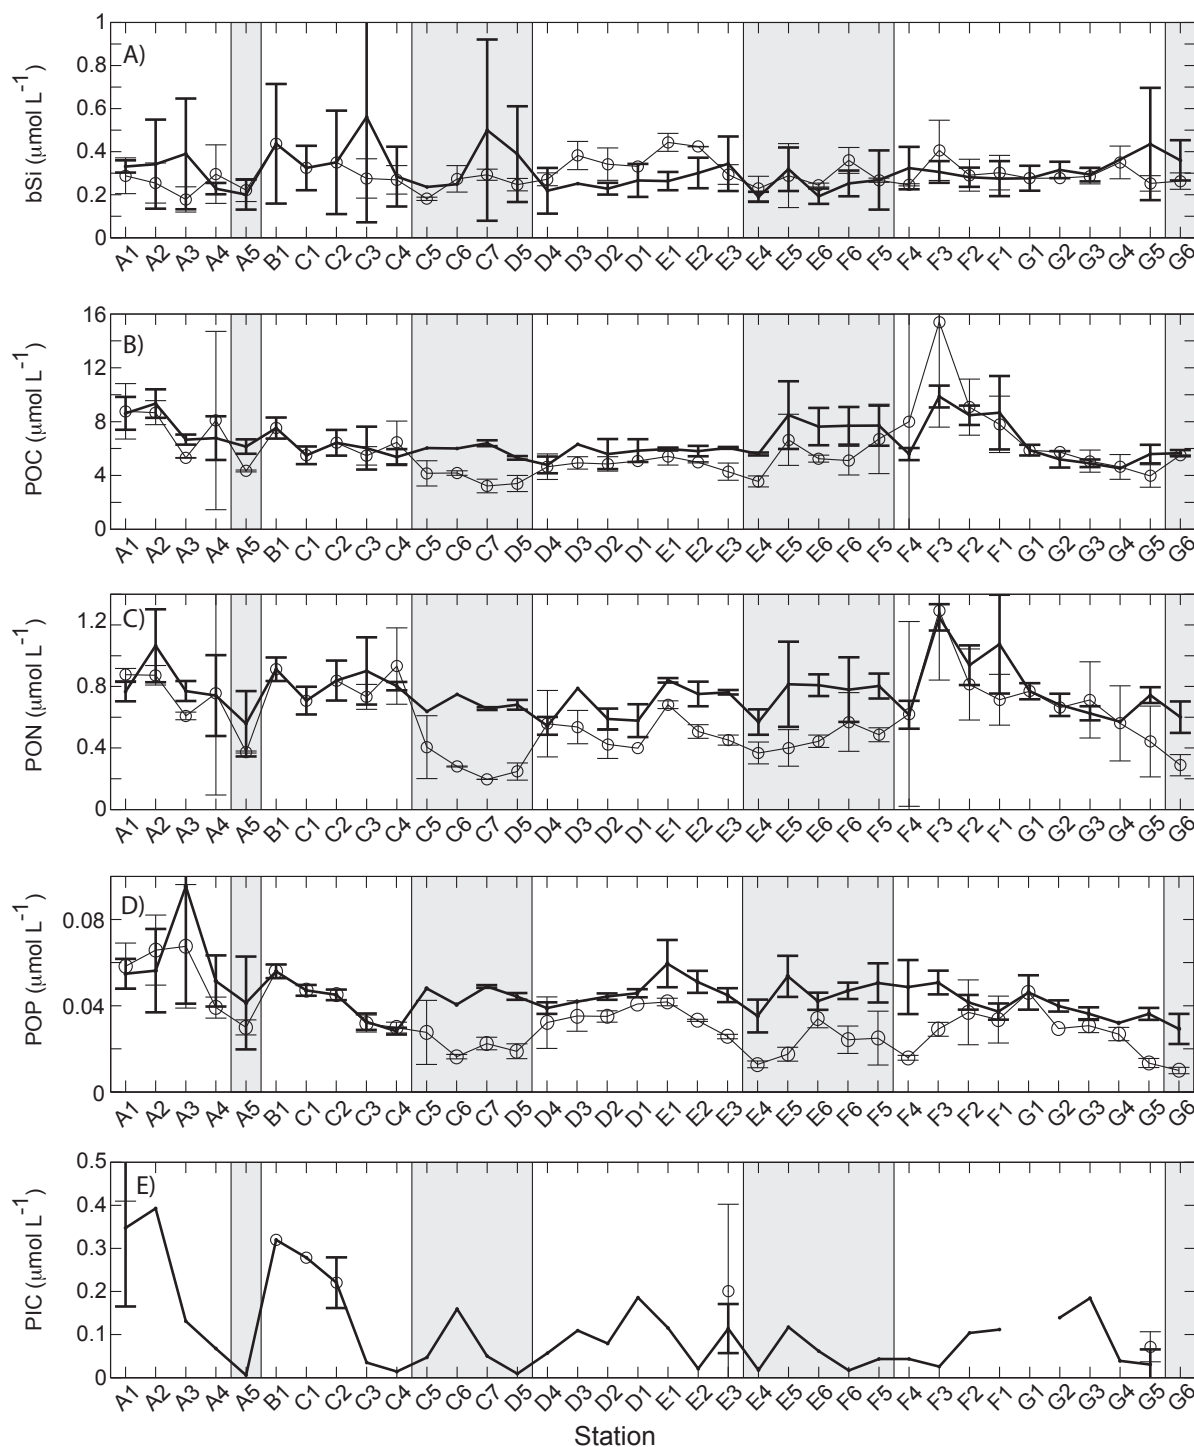 A)
bSi (μmol L⁻¹)
1
0.8
0.6
0.4
0.2
0
A1 A2 A3 A4 A5 B1 C1 C2 C3 C4 C5 C6 C7 D5 D4 D3 D2 D1 E1 E2 E3 E4 E5 E6 F6 F5 F4 F3 F2 F1 G1 G2 G3 G4 G5 G6
B)
POC (μmol L⁻¹)
16
12
8
4
0
A1 A2 A3 A4 A5 B1 C1 C2 C3 C4 C5 C6 C7 D5 D4 D3 D2 D1 E1 E2 E3 E4 E5 E6 F6 F5 F4 F3 F2 F1 G1 G2 G3 G4 G5 G6
C)
PON (μmol L⁻¹)
1.2
0.8
0.4
0
A1 A2 A3 A4 A5 B1 C1 C2 C3 C4 C5 C6 C7 D5 D4 D3 D2 D1 E1 E2 E3 E4 E5 E6 F6 F5 F4 F3 F2 F1 G1 G2 G3 G4 G5 G6
D)
POP (μmol L⁻¹)
0.08
0.04
0
A1 A2 A3 A4 A5 B1 C1 C2 C3 C4 C5 C6 C7 D5 D4 D3 D2 D1 E1 E2 E3 E4 E5 E6 F6 F5 F4 F3 F2 F1 G1 G2 G3 G4 G5 G6
E)
PIC (μmol L⁻¹)
0.5
0.4
0.3
0.2
0.1
0
A1 A2 A3 A4 A5 B1 C1 C2 C3 C4 C5 C6 C7 D5 D4 D3 D2 D1 E1 E2 E3 E4 E5 E6 F6 F5 F4 F3 F2 F1 G1 G2 G3 G4 G5 G6
Station